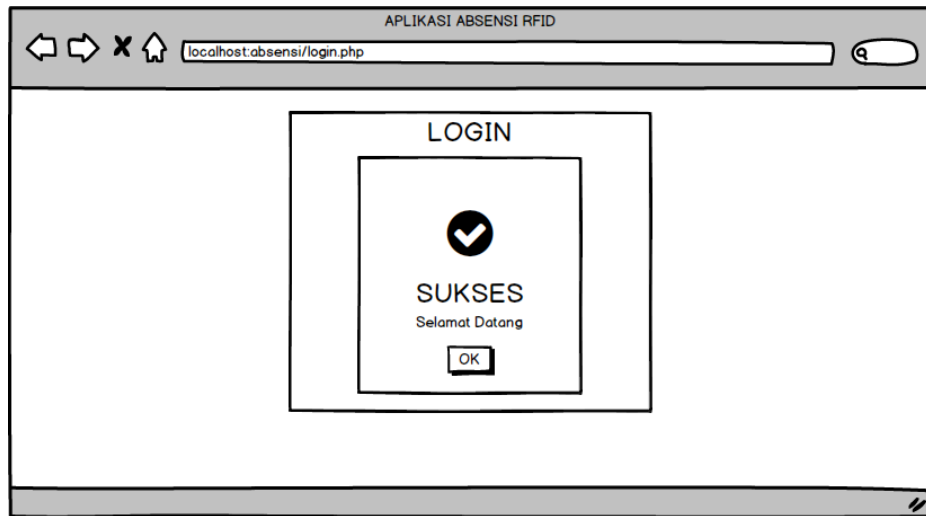 APLIKASI ABSENSI RFID
localhost:absensi/login.php
LOGIN
SUKSES
Selamat Datang
OK